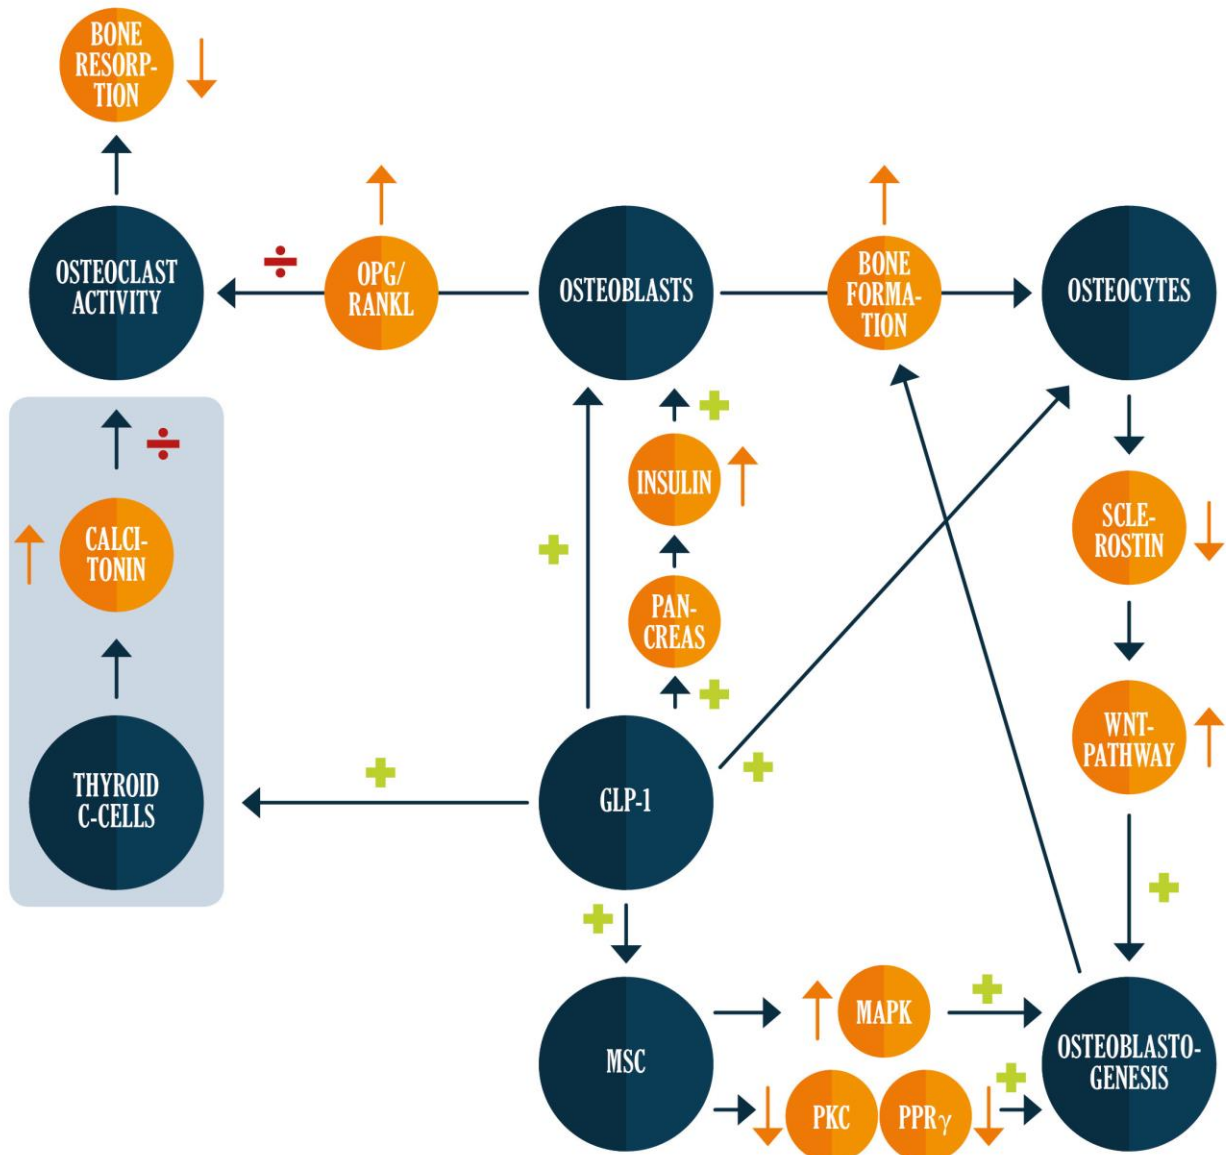 BONE
RESORP-
TION
OSTEOCLAST
ACTIVITY
OPG/
RANKL
OSTEOBLASTS
BONE
FORMA-
TION
OSTEOCYTES
INSULIN
SCLE-
ROSTIN
CALCI-
TONIN
PAN-
CREAS
WNT-
PATHWAY
THYROID
C-CELLS
GLP-1
MSC
MAPK
OSTEOBLASTO-
GENESIS
PKC
PPRγ